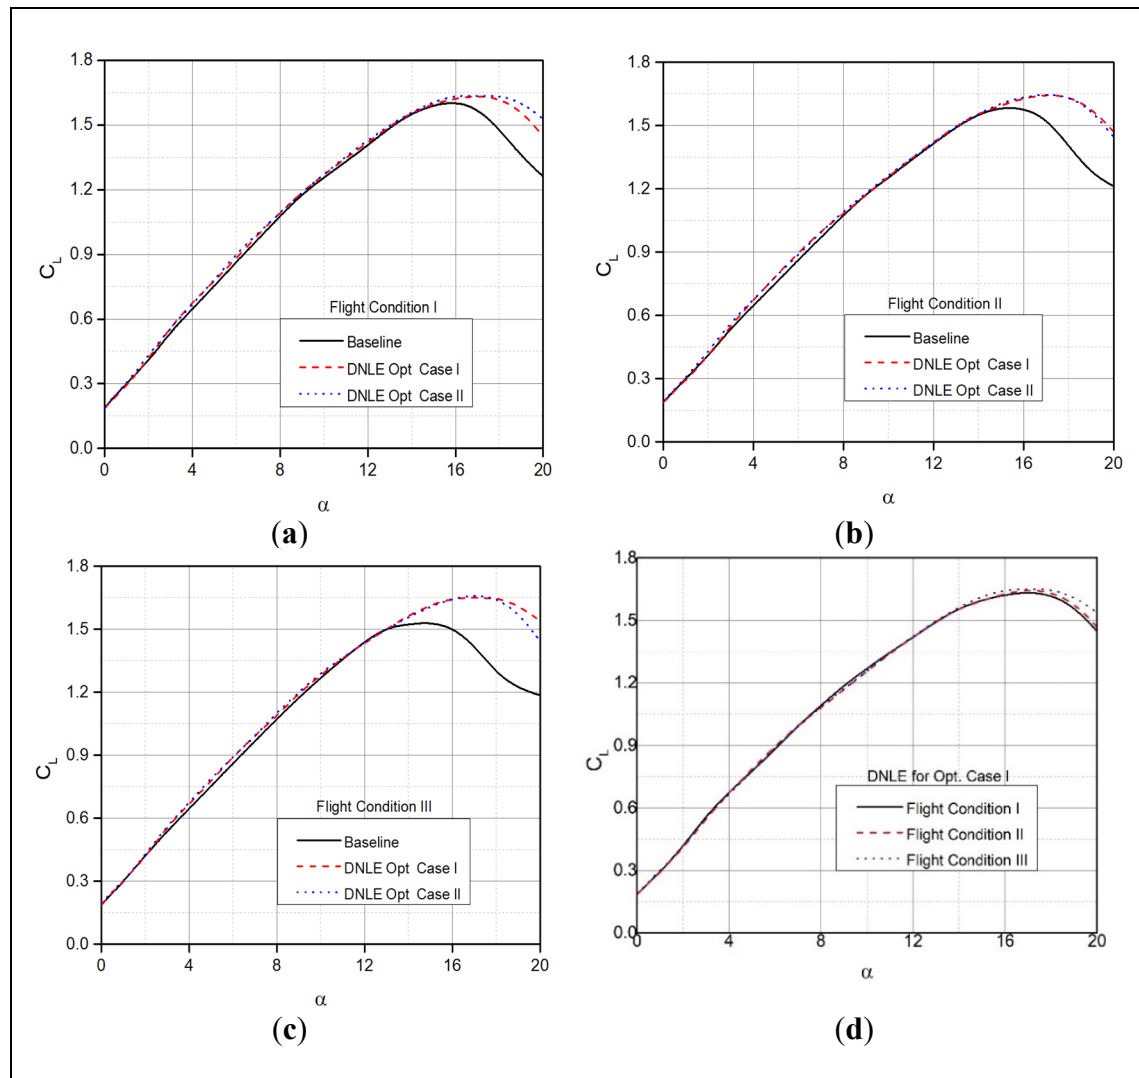 1.8
1.5
1.2
0.9
0.6
0.3
0.0
C_L
Flight Condition I
Baseline
DNLE Opt Case I
DNLE Opt Case II
0 4 8 12 16 20
α
(a)
1.8
1.5
1.2
0.9
0.6
0.3
0.0
C_L
Flight Condition II
Baseline
DNLE Opt Case I
DNLE Opt Case II
0 4 8 12 16 20
α
(b)
1.8
1.5
1.2
0.9
0.6
0.3
0.0
C_L
Flight Condition III
Baseline
DNLE Opt Case I
DNLE Opt Case II
0 4 8 12 16 20
α
(c)
1.8
1.5
1.2
0.9
0.6
0.3
0.0
C_L
DNLE for Opt. Case I
Flight Condition I
Flight Condition II
Flight Condition III
0 4 8 12 16 20
α
(d)